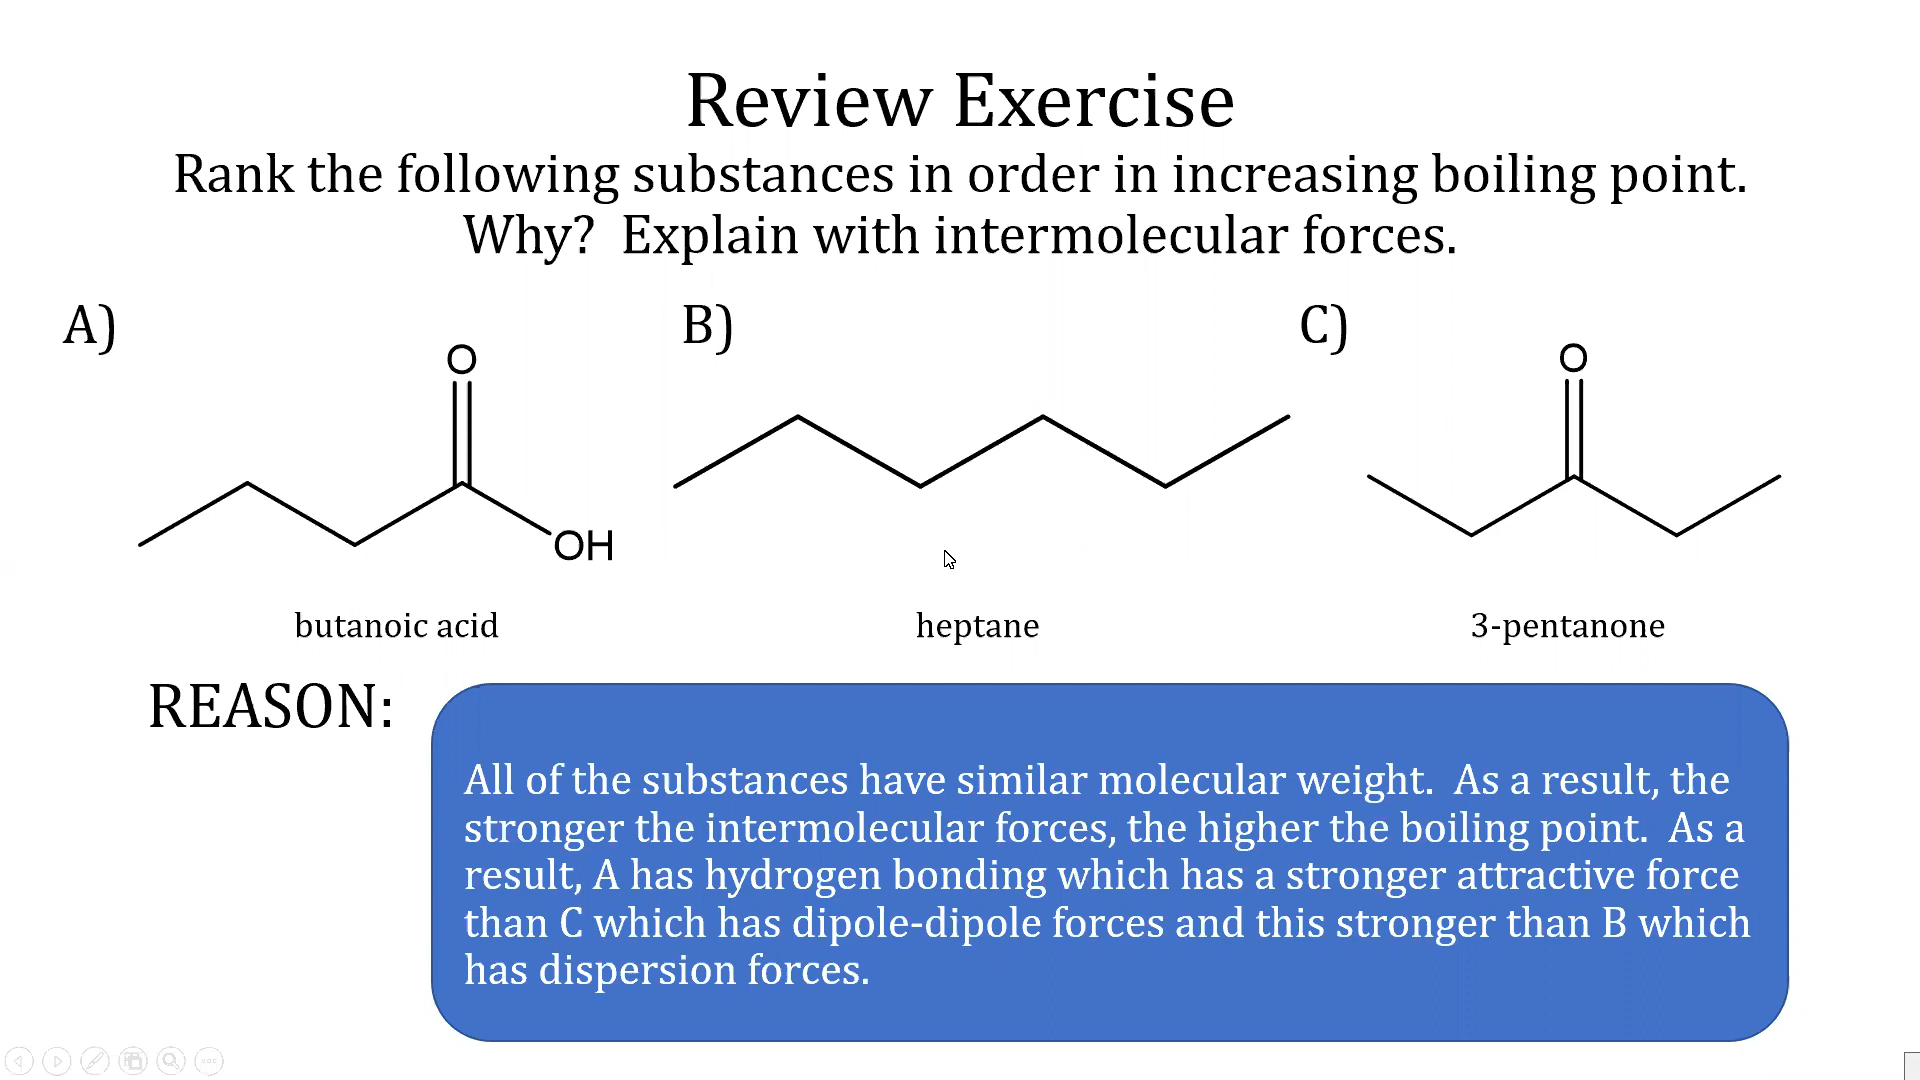 Review Exercise
Rank the following substances in order in increasing boiling point.
Why? Explain with intermolecular forces.
A)
B)
C)
O
O
OH
butanoic acid
heptane
3-pentanone
REASON:
All of the substances have similar molecular weight. As a result, the
stronger the intermolecular forces, the higher the boiling point. As a
result, A has hydrogen bonding which has a stronger attractive force
than C which has dipole-dipole forces and this stronger than B which
has dispersion forces.